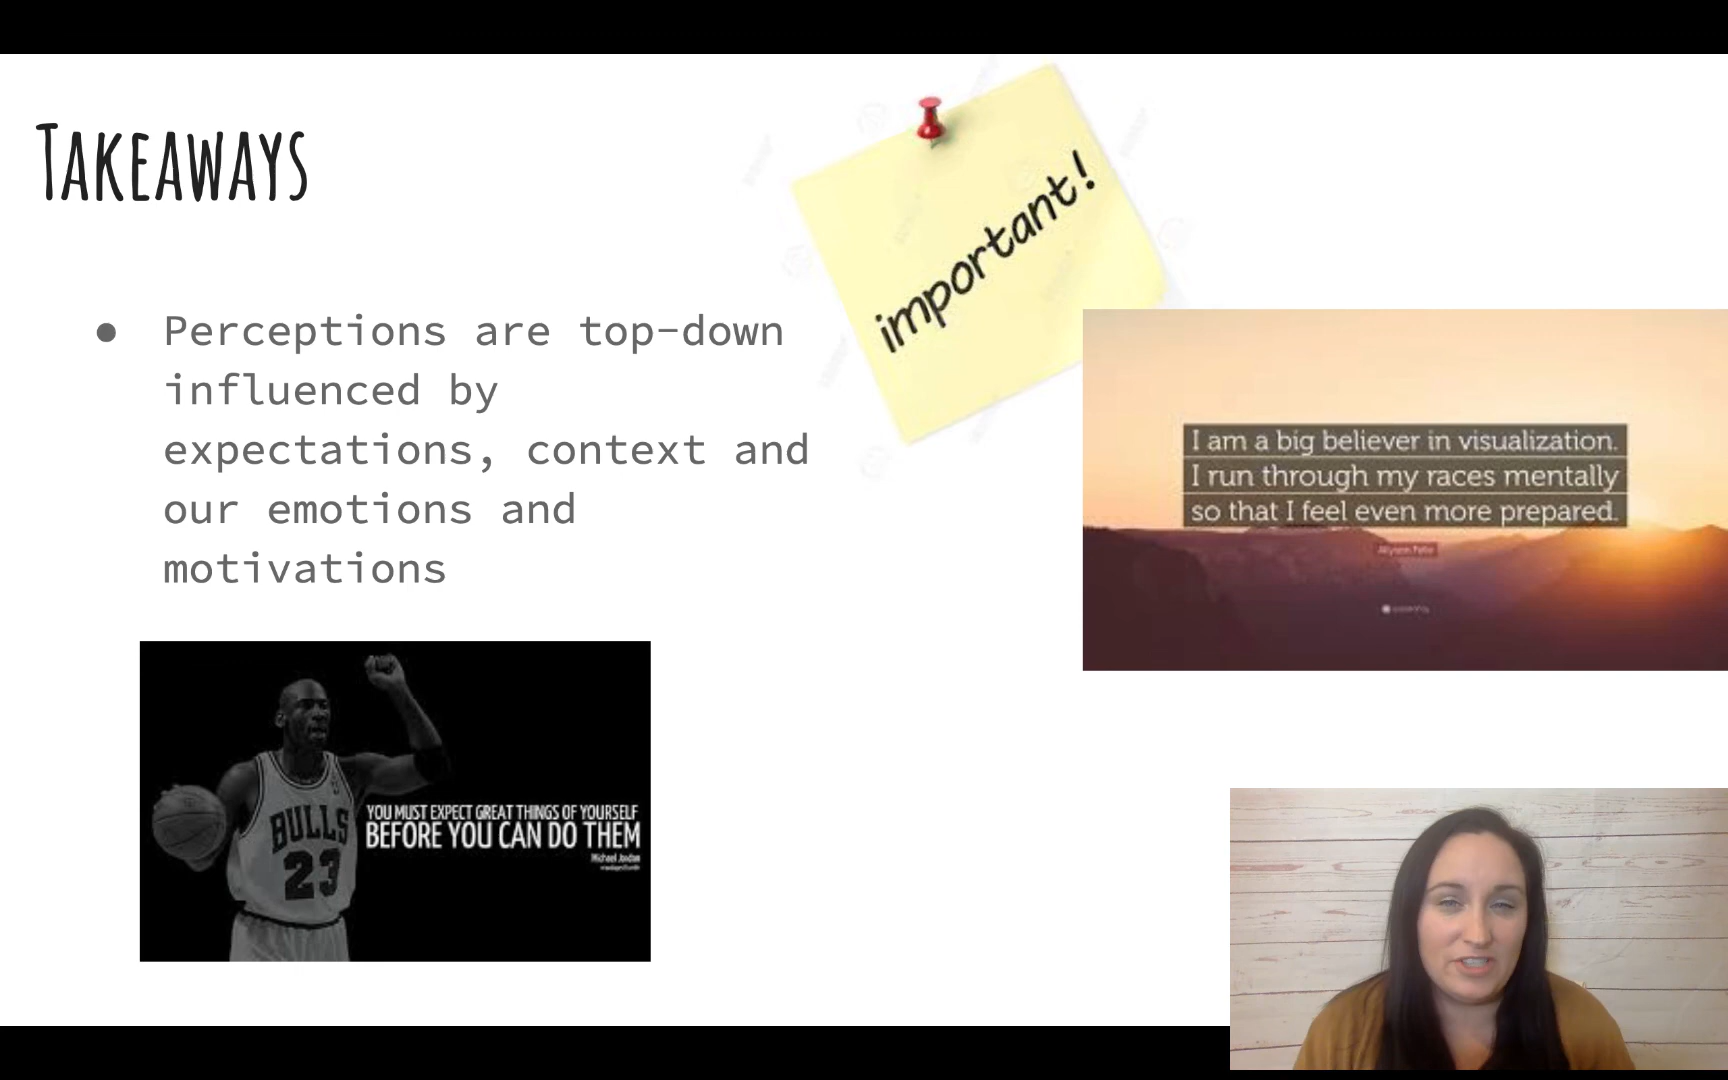 TAKEAWAYS
important!
● Perceptions are top-down
influenced by
expectations, context and
our emotions and
motivations
I am a big believer in visualization.
I run through my races mentally
so that I feel even more prepared.
Allyson Felix
BULLS
23
YOU MUST EXPECT GREAT THINGS OF YOURSELF
BEFORE YOU CAN DO THEM
Michael Jordan